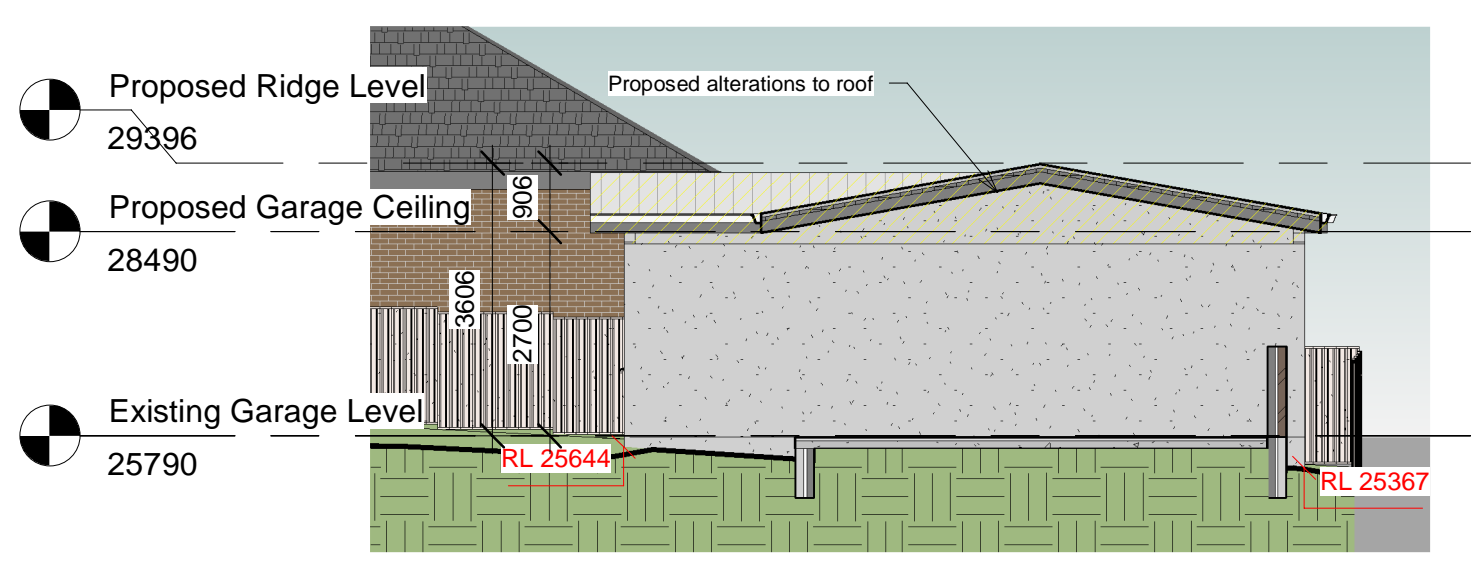 Proposed Ridge Level
29396
Proposed alterations to roof
906
Proposed Garage Ceiling
28490
3606
2700
Existing Garage Level
25790
RL 25644
RL 25367